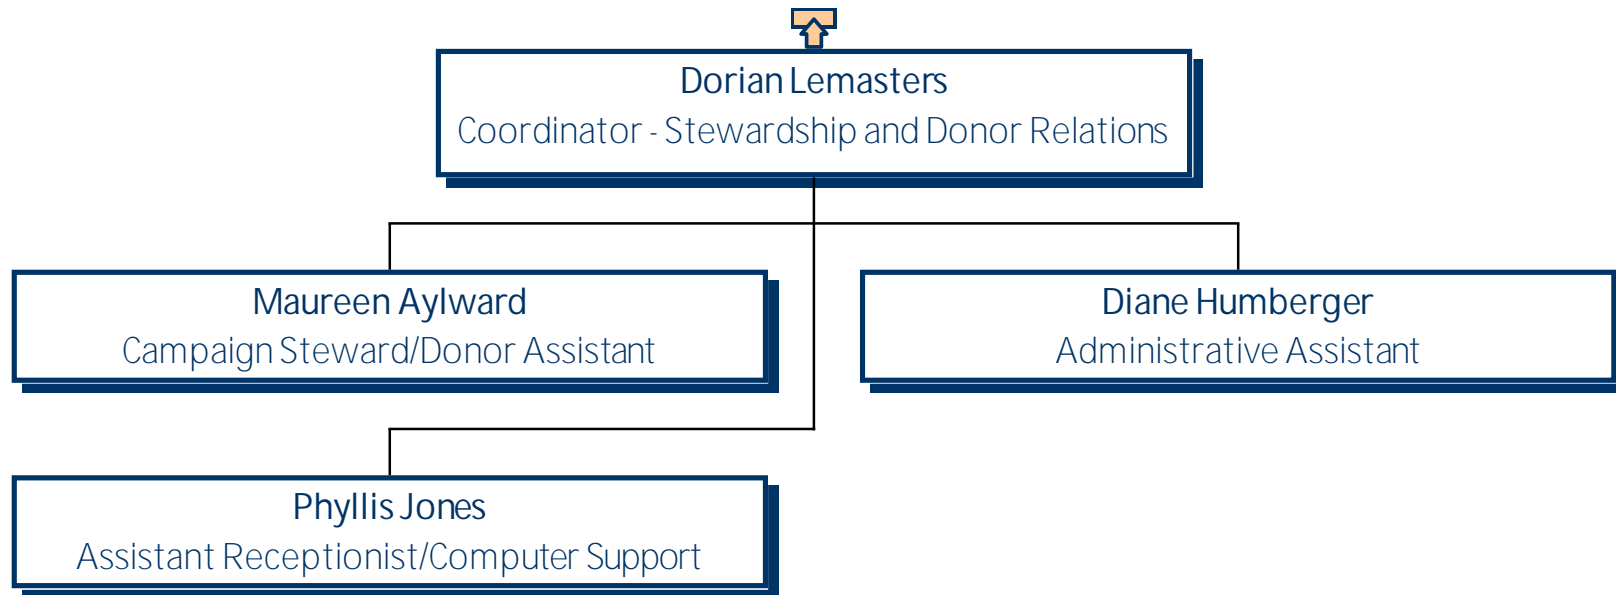 Dorian Lemasters
Coordinator - Stewardship and Donor Relations
Maureen Aylward
Campaign Steward/Donor Assistant
Diane Humberger
Administrative Assistant
Phyllis Jones
Assistant Receptionist/Computer Support